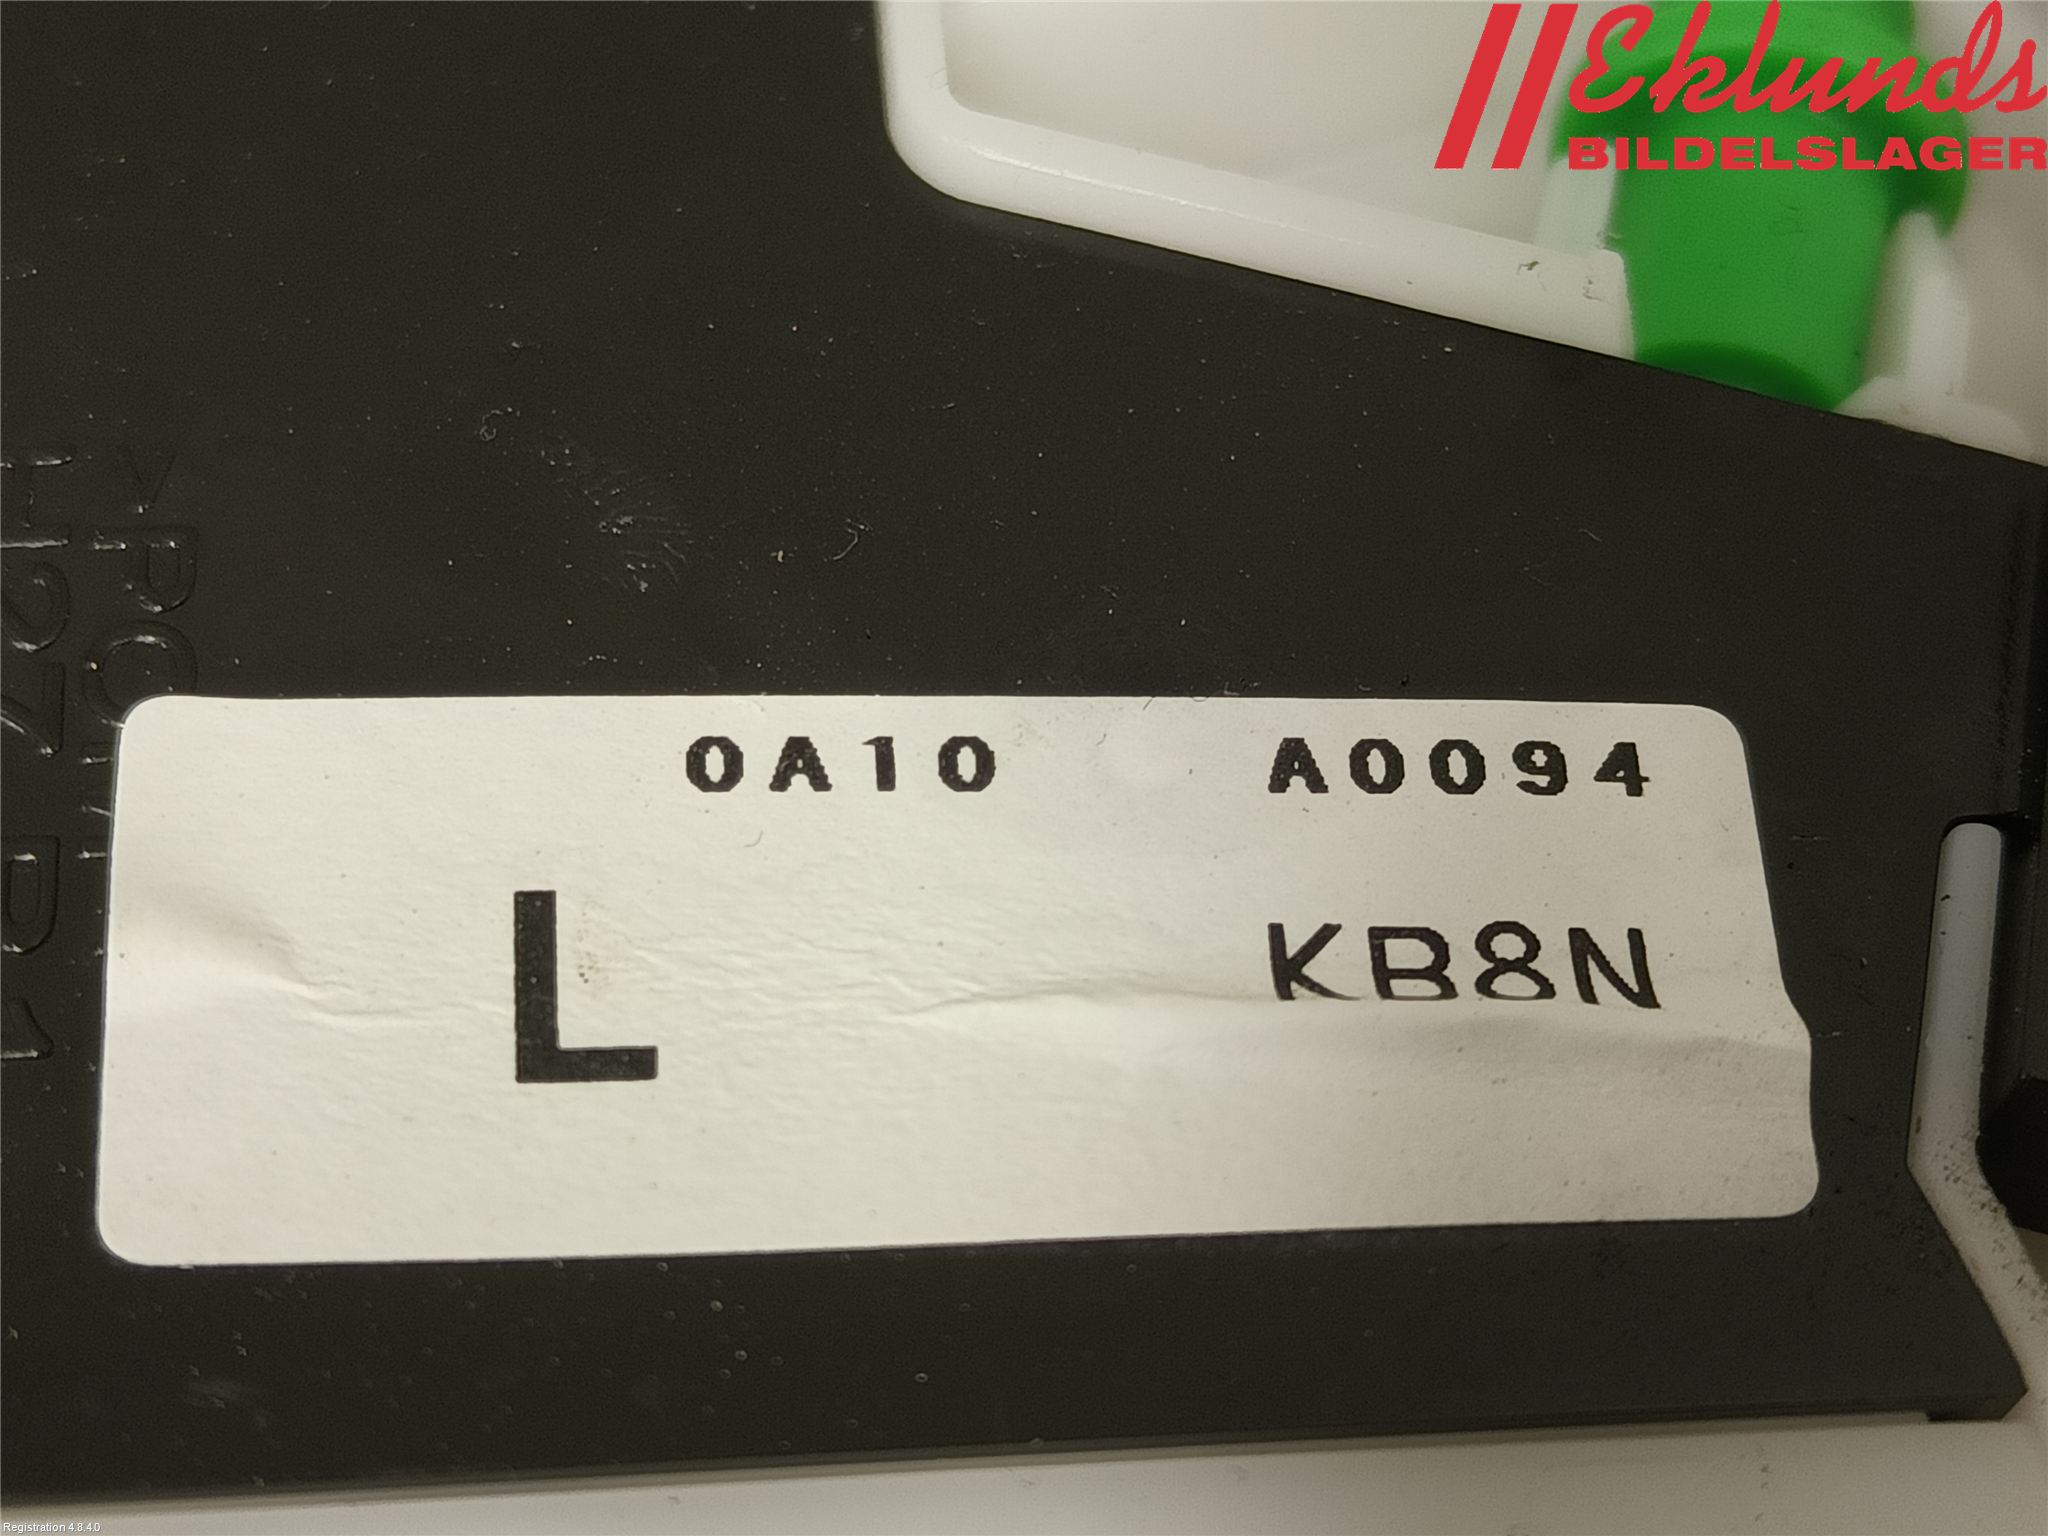 Eklunds
BILDELSLAGER
0A10 A0094
L
KB8N
Registration 4.8.4.0